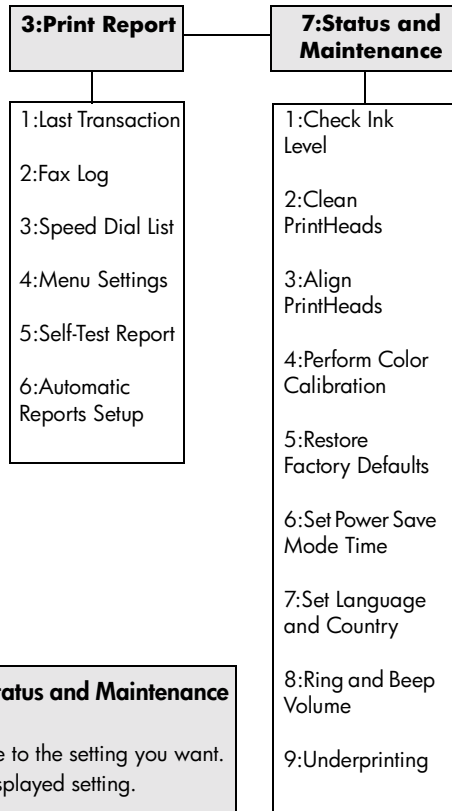 3:Print Report
1:Last Transaction
2:Fax Log
3:Speed Dial List
4:Menu Settings
5:Self-Test Report
6:Automatic
Reports Setup
7:Status and
Maintenance
1:Check Ink
Level
2:Clean
PrintHeads
3:Align
PrintHeads
4:Perform Color
Calibration
5:Restore
Factory Defaults
6:Set Power Save
Mode Time
7:Set Language
and Country
8:Ring and Beep
Volume
9:Underprinting
and Maintenance
to the setting you want.
setting.